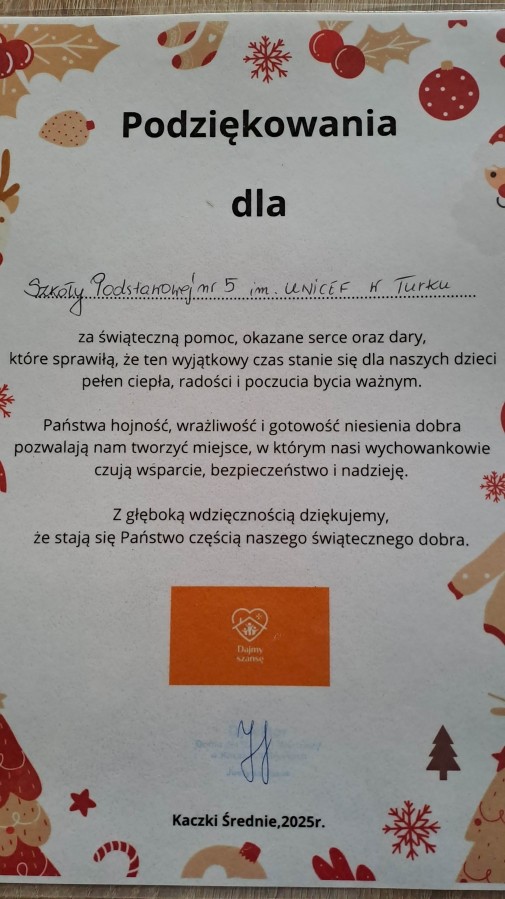 Podziękowania
dla
Szkoły Podstawowej nr 5 im. UNICEF w Turku
za świąteczną pomoc, okazane serce oraz dary,
które sprawiłą, że ten wyjątkowy czas stanie się dla naszych dzieci
pełen ciepła, radości i poczucia bycia ważnym.
Państwa hojność, wrażliwość i gotowość niesienia dobra
pozwalają nam tworzyć miejsce, w którym nasi wychowankowie
czują wsparcie, bezpieczeństwo i nadzieję.
Z głęboką wdzięcznością dziękujemy,
że stają się Państwo częścią naszego świątecznego dobra.
Dajmy
szansę
Kaczki Średnie,2025r.